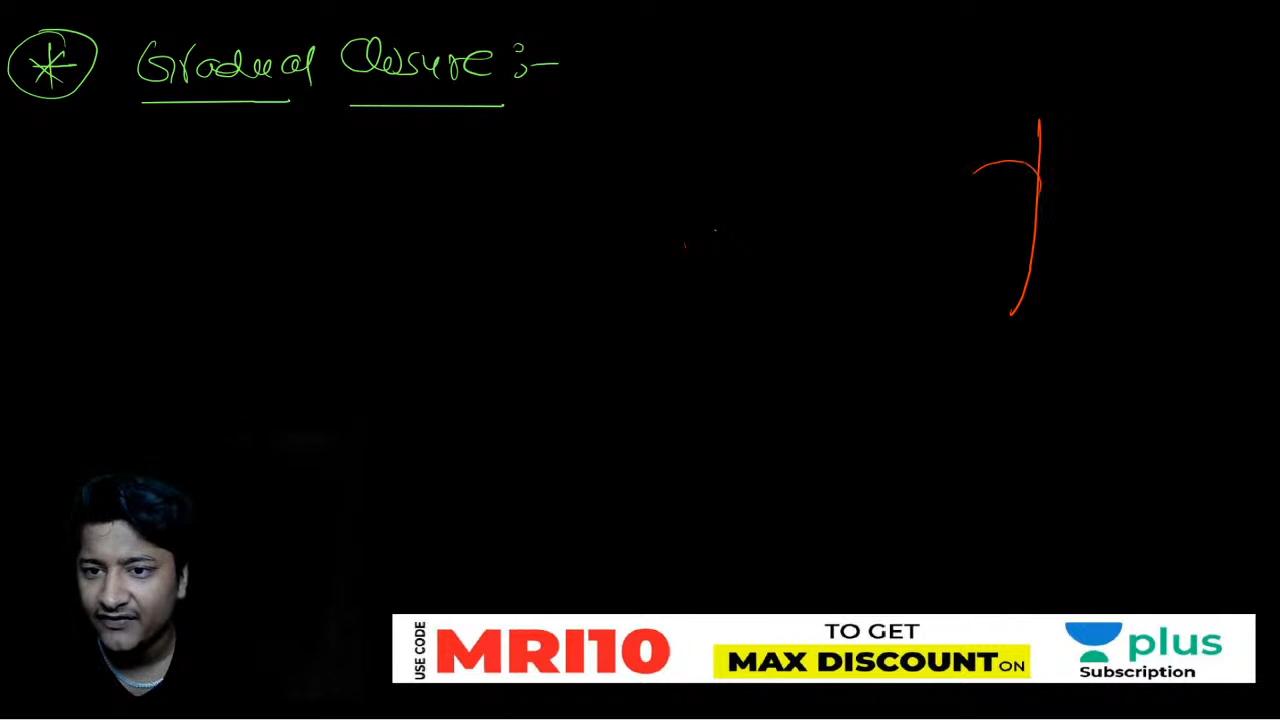 * Gradual Closure :-
USE CODE
MRI10
TO GET
MAX DISCOUNT ON
plus
Subscription